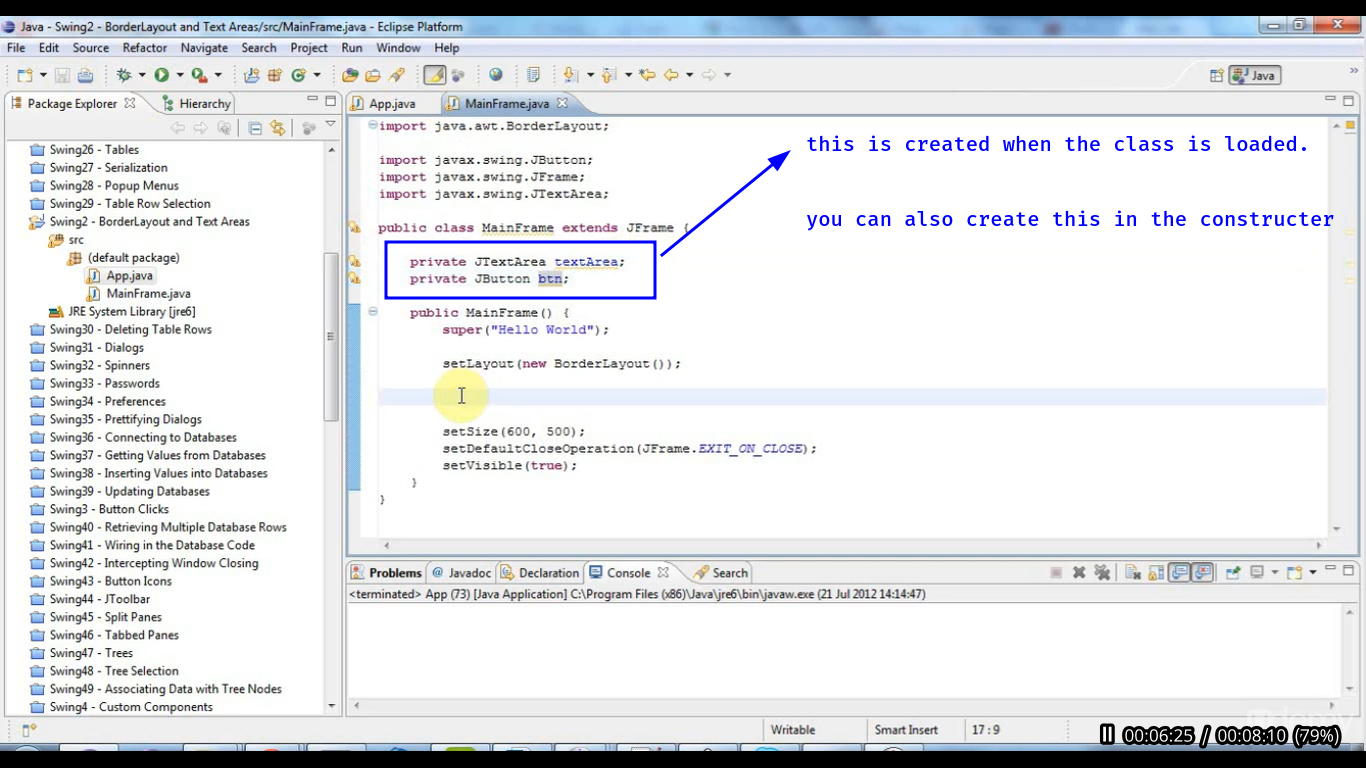 Java - Swing2 - BorderLayout and Text Areas/src/MainFrame.java - Eclipse Platform
File Edit Source Refactor Navigate Search Project Run Window Help
Java
Package Explorer Hierarchy
App.java MainFrame.java
Swing26 - Tables
Swing27 - Serialization
Swing28 - Popup Menus
Swing29 - Table Row Selection
Swing2 - BorderLayout and Text Areas
src
(default package)
App.java
MainFrame.java
JRE System Library [jre6]
Swing30 - Deleting Table Rows
Swing31 - Dialogs
Swing32 - Spinners
Swing33 - Passwords
Swing34 - Preferences
Swing35 - Prettifying Dialogs
Swing36 - Connecting to Databases
Swing37 - Getting Values from Databases
Swing38 - Inserting Values into Databases
Swing39 - Updating Databases
Swing3 - Button Clicks
Swing40 - Retrieving Multiple Database Rows
Swing41 - Wiring in the Database Code
Swing42 - Intercepting Window Closing
Swing43 - Button Icons
Swing44 - JToolbar
Swing45 - Split Panes
Swing46 - Tabbed Panes
Swing47 - Trees
Swing48 - Tree Selection
Swing49 - Associating Data with Tree Nodes
Swing4 - Custom Components
import java.awt.BorderLayout;
import javax.swing.JButton;
import javax.swing.JFrame;
import javax.swing.JTextArea;
public class MainFrame extends JFrame {
private JTextArea textArea;
private JButton btn;
public MainFrame() {
super("Hello World");
setLayout(new BorderLayout());
setSize(600, 500);
setDefaultCloseOperation(JFrame.EXIT_ON_CLOSE);
setVisible(true);
}
}
this is created when the class is loaded.
you can also create this in the constructer
Problems @ Javadoc Declaration Console Search
<terminated> App (73) [Java Application] C:\Program Files (x86)\Java\jre6\bin\javaw.exe (21 Jul 2012 14:14:47)
Writable Smart Insert 17 : 9
00:06:25 / 00:08:10 (79%)